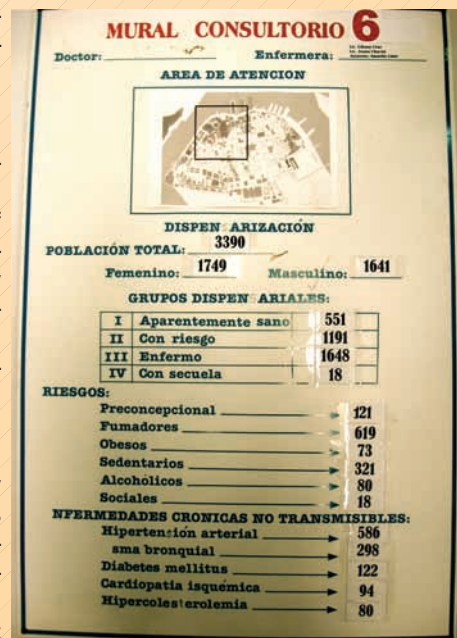 MURAL CONSULTORIO 6
Doctor: Enfermera:
AREA DE ATENCION
DISPEN ARIZACIÓN
POBLACIÓN TOTAL: 3390
Femenino: 1749 Masculino: 1641
GRUPOS DISPEN ARIALES:
I Aparentemente sano 551
II Con riesgo 1191
III Enfermo 1648
IV Con secuela 18
RIESGOS:
Preconcepcional 121
Fumadores 619
Obesos 73
Sedentarios 321
Alcohólicos 80
Sociales 18
NFERMEDADES CRONICAS NO TRANSMISIBLES:
Hipertensión arterial 586
sma bronquial 298
Diabetes mellitus 122
Cardiopatia isquémica 94
Hipercolesterolemia 80